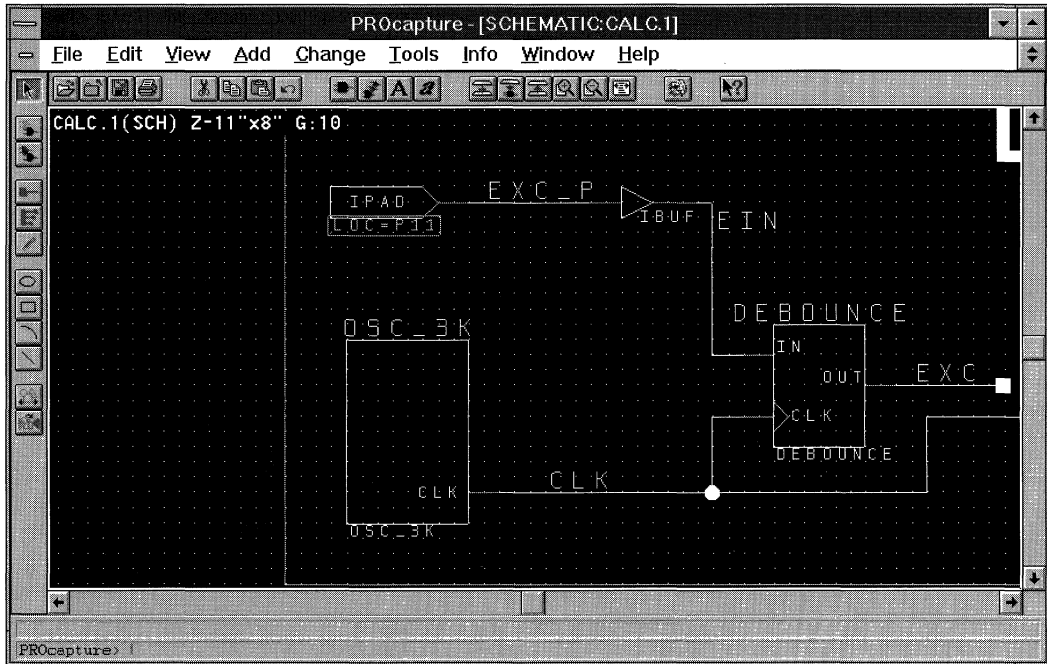 PROcapture - [SCHEMATIC:CALC.1]
File Edit View Add Change Tools Info Window Help
CALC.1(SCH) Z-11"x8" G:10
IPAD
EXC_P
IBUF
EIN
LOC=P11
OSC_3K
DEBOUNCE
IN
OUT
EXC
CLK
DEBOUNCE
CLK
CLK
OSC_3K
PROcapture>